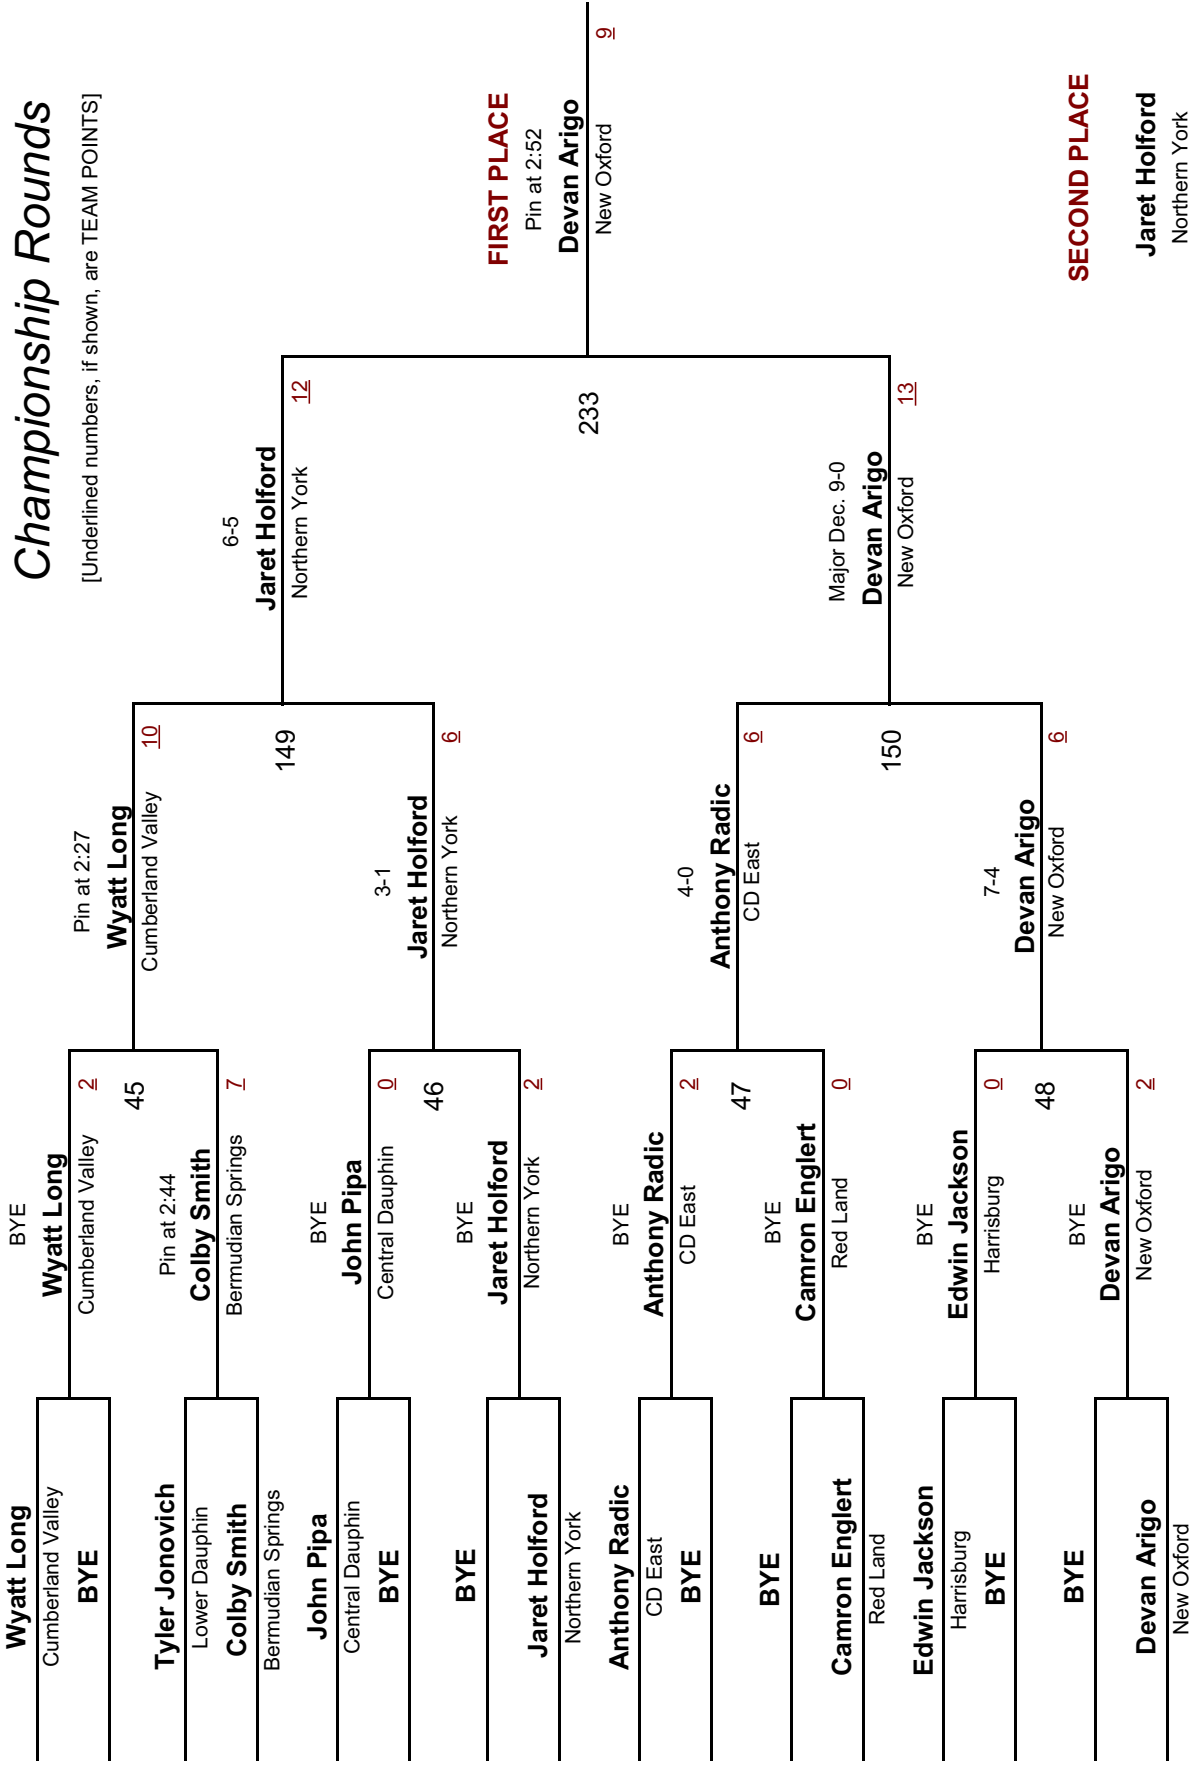 Championship Rounds
[Underlined numbers, if shown, are TEAM POINTS]
Wyatt Long
Cumberland Valley
BYE
Tyler Jonovich
Lower Dauphin
Colby Smith
Bermudian Springs
John Pipa
Central Dauphin
BYE
BYE
Jaret Holford
Northern York
Anthony Radic
CD East
BYE
BYE
Camron Englert
Red Land
Edwin Jackson
Harrisburg
BYE
BYE
Devan Arigo
New Oxford
BYE
Wyatt Long
Cumberland Valley
2
45
Pin at 2:44
Colby Smith
Bermudian Springs
7
BYE
John Pipa
Central Dauphin
0
46
BYE
Jaret Holford
Northern York
2
BYE
Anthony Radic
CD East
2
47
BYE
Camron Englert
Red Land
0
BYE
Edwin Jackson
Harrisburg
0
48
BYE
Devan Arigo
New Oxford
2
Pin at 2:27
Wyatt Long
Cumberland Valley
10
149
3-1
Jaret Holford
Northern York
6
4-0
Anthony Radic
CD East
6
150
7-4
Devan Arigo
New Oxford
6
6-5
Jaret Holford
Northern York
12
233
Major Dec. 9-0
Devan Arigo
New Oxford
13
FIRST PLACE
Pin at 2:52
Devan Arigo
New Oxford
9
SECOND PLACE
Jaret Holford
Northern York